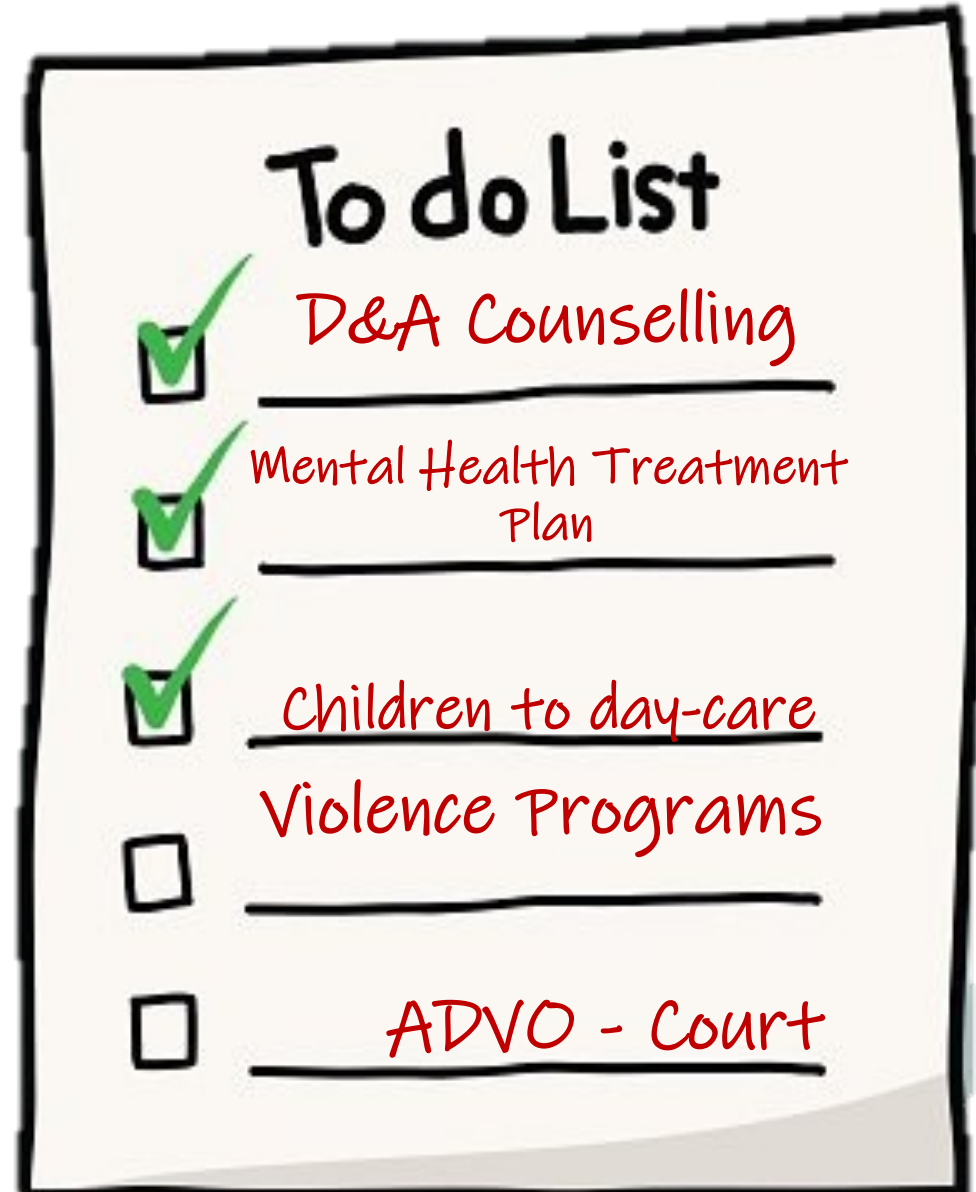 To do List
D&A Counselling
Mental Health Treatment
Plan
Children to day-care
Violence Programs
ADVO - Court